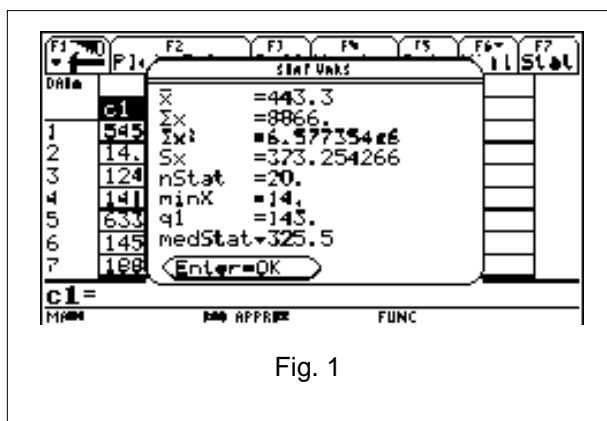 F1 F2 F3 F4 F5 F6 F7
Stat
STAT VARS
DATA
x̄ =443.3
Σx =8866.
Σx² =6.577354E6
Sx =373.254266
nStat =20.
minX =14.
q1 =143.
medStat=325.5
Enter=OK
c1
1 545
2 14.
3 124
4 141
5 633
6 145
7 188
c1=
MAIN RAD APPROX FUNC
Fig. 1